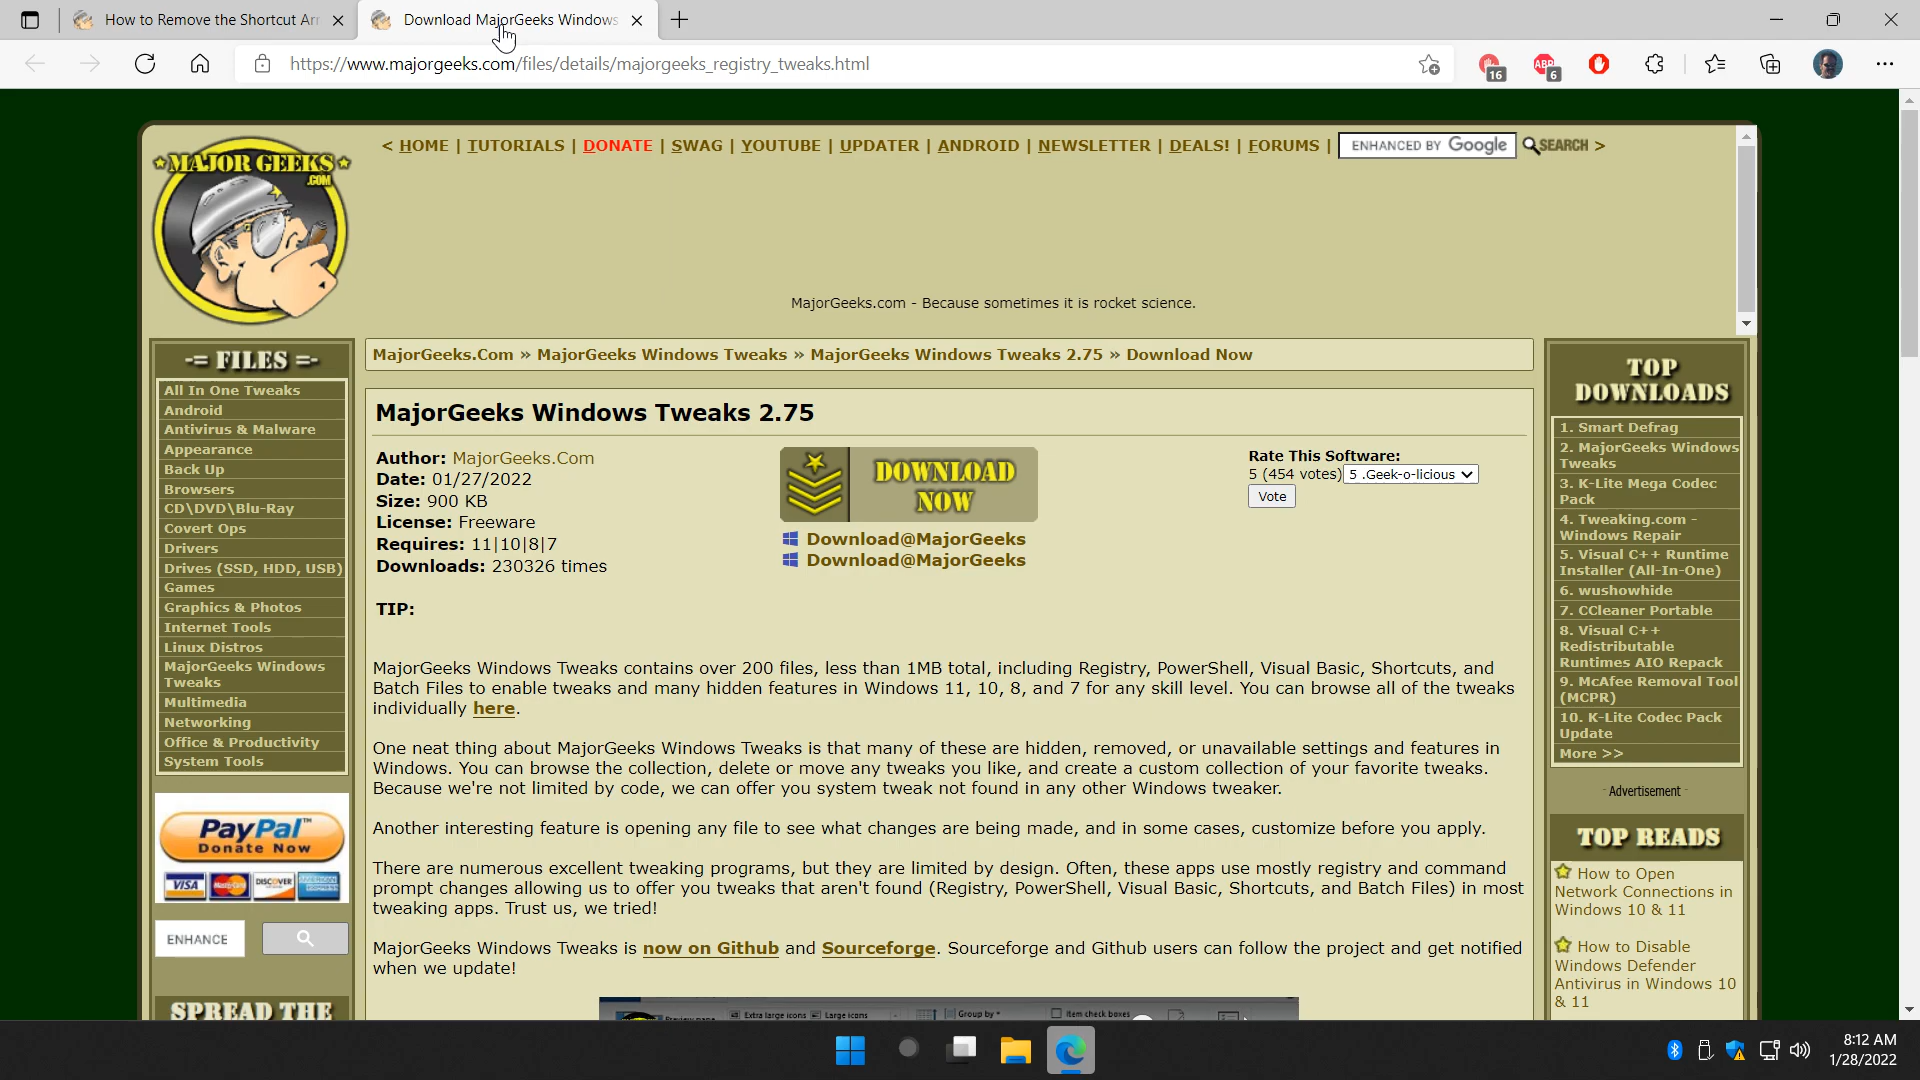 How to Remove the Shortcut Arr
Download MajorGeeks Windows
https://www.majorgeeks.com/files/details/majorgeeks_registry_tweaks.html
16
ABP
6
MAJOR GEEKS
.COM
< HOME | TUTORIALS | DONATE | SWAG | YOUTUBE | UPDATER | ANDROID | NEWSLETTER | DEALS! | FORUMS | ENHANCED BY Google SEARCH >
MajorGeeks.com - Because sometimes it is rocket science.
-= FILES =-
All In One Tweaks
Android
Antivirus & Malware
Appearance
Back Up
Browsers
CD\DVD\Blu-Ray
Covert Ops
Drivers
Drives (SSD, HDD, USB)
Games
Graphics & Photos
Internet Tools
Linux Distros
MajorGeeks Windows
Tweaks
Multimedia
Networking
Office & Productivity
System Tools
PayPal™
Donate Now
VISA MasterCard DISCOVER AMERICAN EXPRESS
ENHANCE
SPREAD THE
MajorGeeks.Com » MajorGeeks Windows Tweaks » MajorGeeks Windows Tweaks 2.75 » Download Now
MajorGeeks Windows Tweaks 2.75
Author: MajorGeeks.Com
Date: 01/27/2022
Size: 900 KB
License: Freeware
Requires: 11|10|8|7
Downloads: 230326 times
DOWNLOAD
NOW
Download@MajorGeeks
Download@MajorGeeks
Rate This Software:
5 (454 votes) 5 .Geek-o-licious
Vote
TIP:
MajorGeeks Windows Tweaks contains over 200 files, less than 1MB total, including Registry, PowerShell, Visual Basic, Shortcuts, and
Batch Files to enable tweaks and many hidden features in Windows 11, 10, 8, and 7 for any skill level. You can browse all of the tweaks
individually here.
One neat thing about MajorGeeks Windows Tweaks is that many of these are hidden, removed, or unavailable settings and features in
Windows. You can browse the collection, delete or move any tweaks you like, and create a custom collection of your favorite tweaks.
Because we're not limited by code, we can offer you system tweak not found in any other Windows tweaker.
Another interesting feature is opening any file to see what changes are being made, and in some cases, customize before you apply.
There are numerous excellent tweaking programs, but they are limited by design. Often, these apps use mostly registry and command
prompt changes allowing us to offer you tweaks that aren't found (Registry, PowerShell, Visual Basic, Shortcuts, and Batch Files) in most
tweaking apps. Trust us, we tried!
MajorGeeks Windows Tweaks is now on Github and Sourceforge. Sourceforge and Github users can follow the project and get notified
when we update!
Extra large icons
Large icons
Group by
Item check boxes
TOP
DOWNLOADS
1. Smart Defrag
2. MajorGeeks Windows
Tweaks
3. K-Lite Mega Codec
Pack
4. Tweaking.com -
Windows Repair
5. Visual C++ Runtime
Installer (All-In-One)
6. wushowhide
7. CCleaner Portable
8. Visual C++
Redistributable
Runtimes AIO Repack
9. McAfee Removal Tool
(MCPR)
10. K-Lite Codec Pack
Update
More >>
- Advertisement -
TOP READS
How to Open
Network Connections in
Windows 10 & 11
How to Disable
Windows Defender
Antivirus in Windows 10
& 11
8:12 AM
1/28/2022